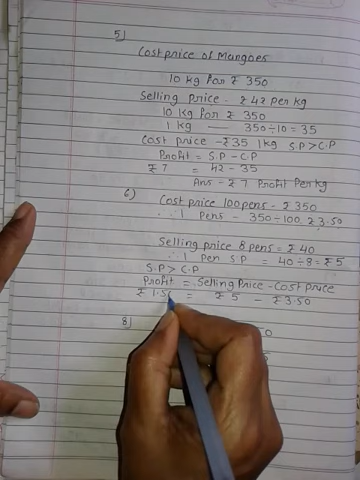 5)
Cost price of Mangoes
10 kg for ₹ 350
Selling price - ₹42 per kg
10 kg for ₹ 350
1 kg —— 350÷10 = 35
Cost price - ₹35 1kg S.P > C.P
Profit = S.P - C.P
₹ 7 = 42 - 35
Ans - ₹ 7 Profit Per kg
6)
Cost price 100 pens - ₹350
∴ 1 Pens - 350÷100 ₹3.50
Selling price 8 pens = ₹ 40
∴ 1 pen S.P = 40÷8 = ₹5
S.P > C.P
Profit = Selling Price - Cost price
₹ 1.50 = ₹ 5 - ₹ 3.50
8)